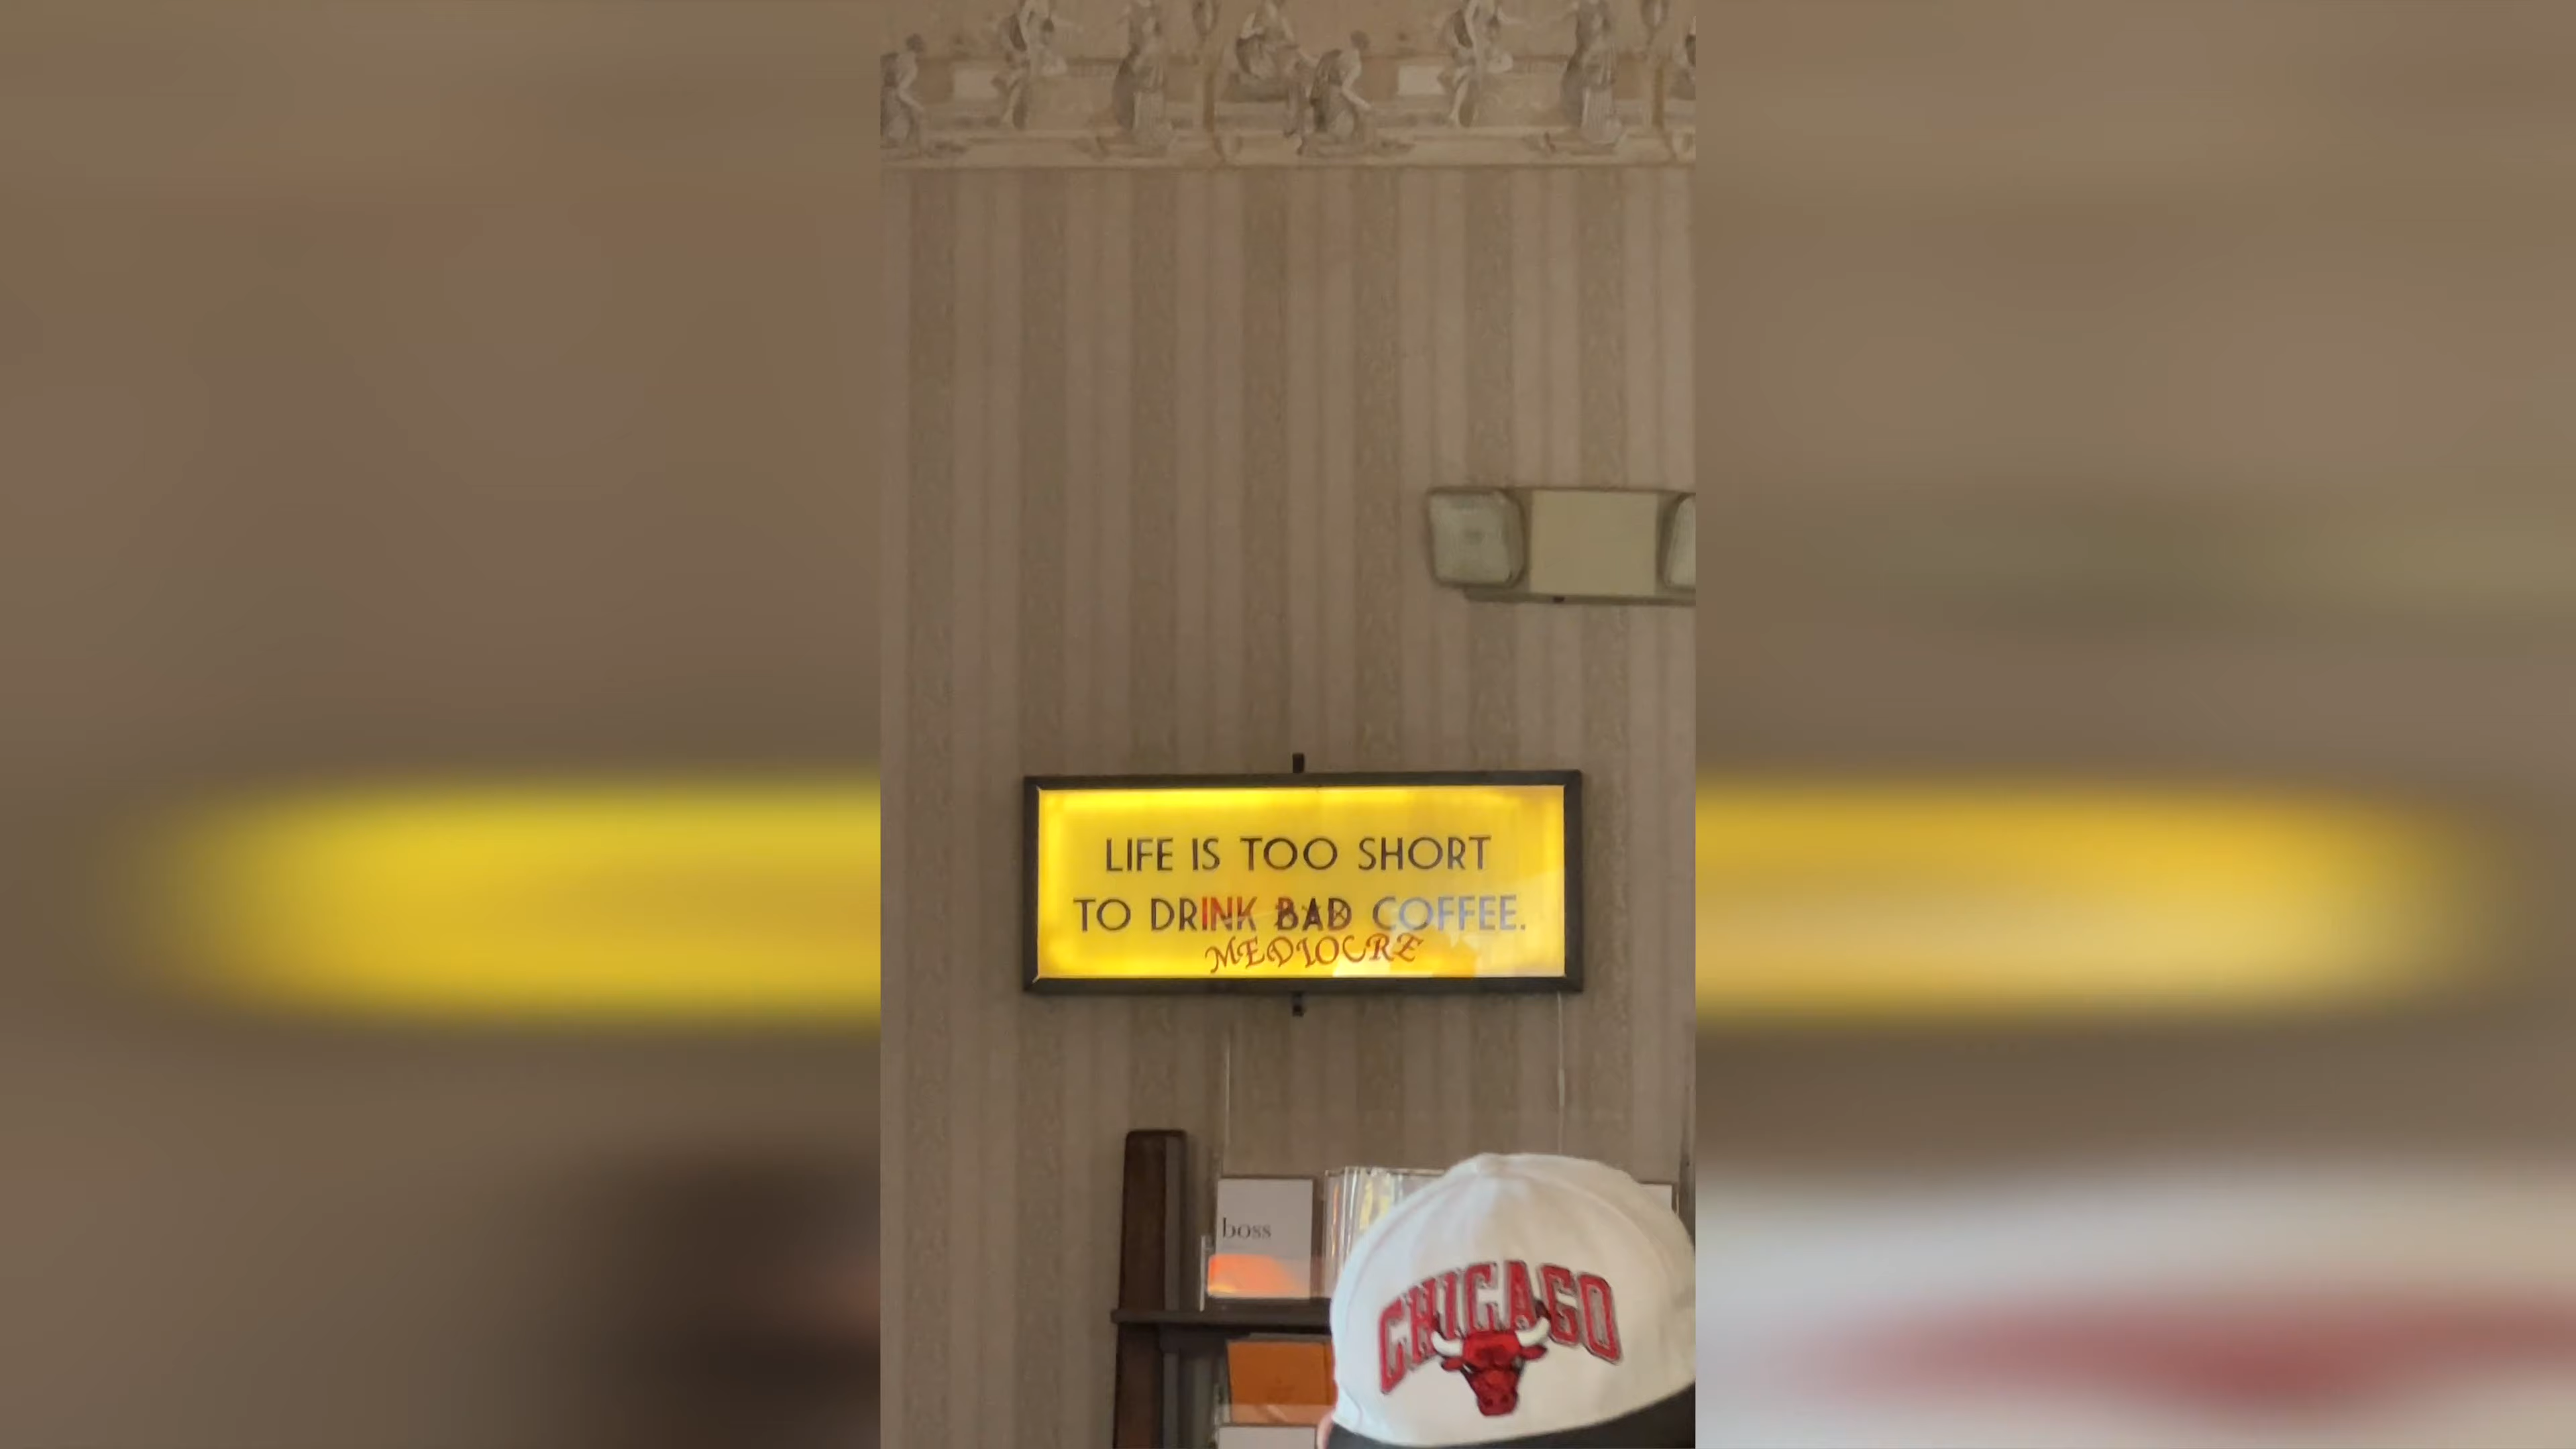 LIFE IS TOO SHORT
TO DRINK BAD COFFEE.
MEDIOCRE
boss
CHICAGO